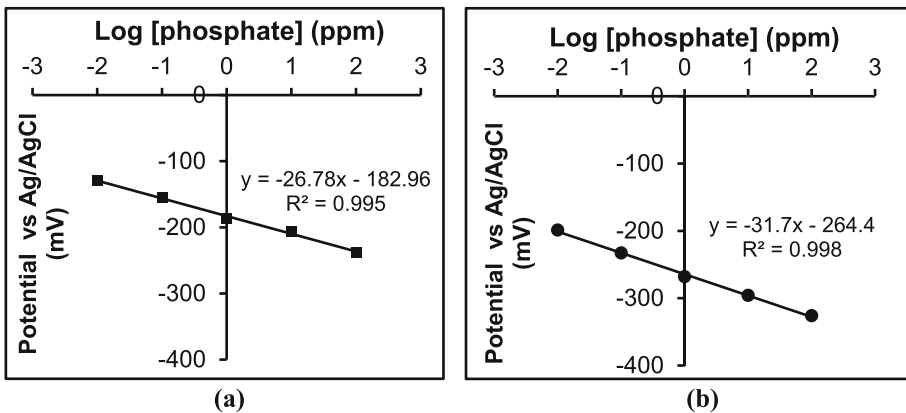 Log [phosphate] (ppm)
-3 -2 -1 0 1 2 3
0
-100
-200
-300
-400
Potential vs Ag/AgCl
(mV)
y = -26.78x - 182.96
R² = 0.995
(a)
Log [phosphate] (ppm)
-3 -2 -1 0 1 2 3
0
-100
-200
-300
-400
Potential vs Ag/AgCl
(mV)
y = -31.7x - 264.4
R² = 0.998
(b)